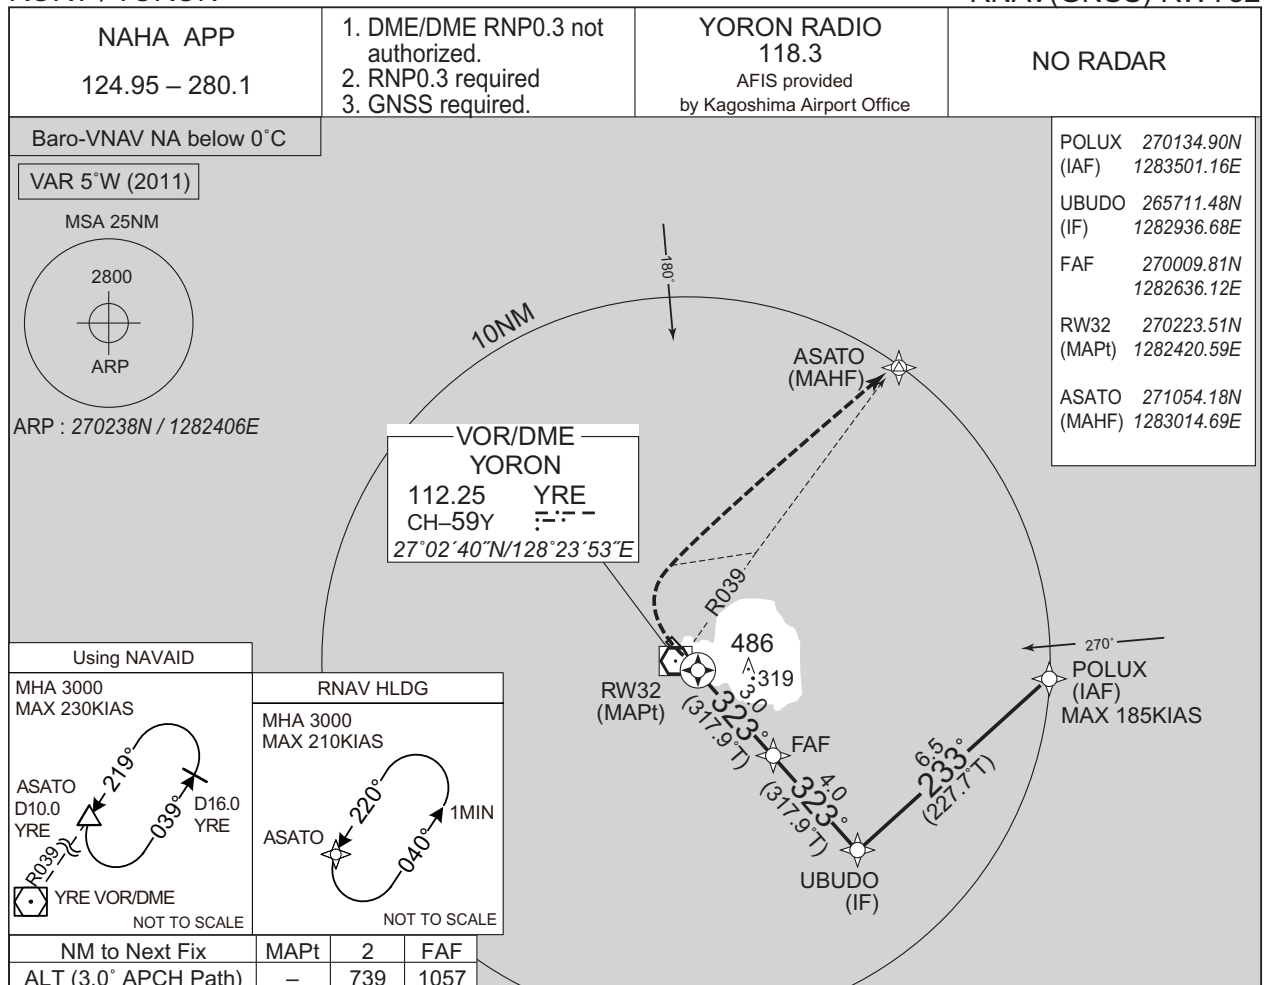 NAHA APP
124.95 – 280.1
1. DME/DME RNP0.3 not
authorized.
2. RNP0.3 required
3. GNSS required.
YORON RADIO
118.3
AFIS provided
by Kagoshima Airport Office
NO RADAR
Baro-VNAV NA below 0˚C
VAR 5˚W (2011)
MSA 25NM
2800
ARP
ARP : 270238N / 1282406E
POLUX 270134.90N
(IAF) 1283501.16E
UBUDO 265711.48N
(IF) 1282936.68E
FAF 270009.81N
1282636.12E
RW32 270223.51N
(MAPt) 1282420.59E
ASATO 271054.18N
(MAHF) 1283014.69E
180˚
10NM
ASATO
(MAHF)
VOR/DME
YORON
112.25 YRE
CH–59Y
27˚02´40˝N/128˚23´53˝E
R039
486
319
RW32
(MAPt)
3.0
323˚
(317.9˚T)
FAF
4.0
323˚
(317.9˚T)
UBUDO
(IF)
6.5
233˚
(227.7˚T)
270˚
POLUX
(IAF)
MAX 185KIAS
Using NAVAID
MHA 3000
MAX 230KIAS
219˚
039˚
ASATO
D10.0
YRE
D16.0
YRE
R039
YRE VOR/DME
NOT TO SCALE
RNAV HLDG
MHA 3000
MAX 210KIAS
220˚
040˚
1MIN
ASATO
NOT TO SCALE
NM to Next Fix MAPt 2 FAF
ALT (3.0˚ APCH Path) – 739 1057